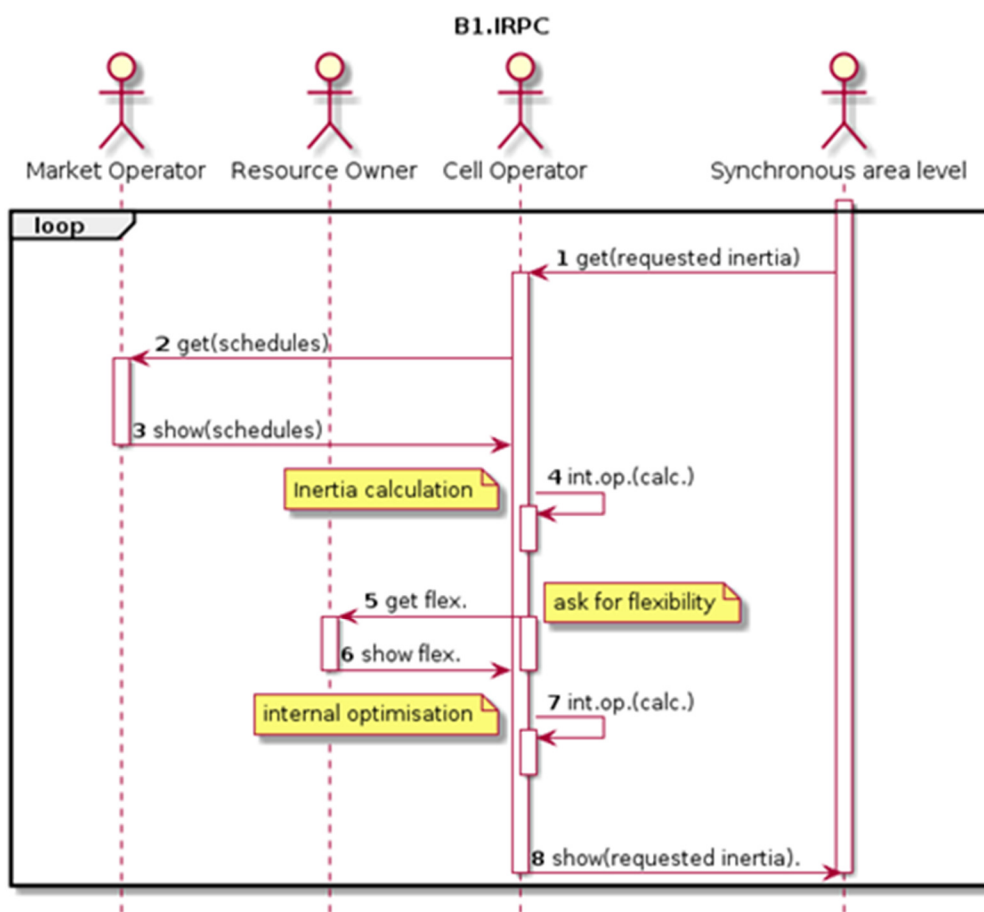 B1.IRPC
Market Operator
Resource Owner
Cell Operator
Synchronous area level
loop
1 get(requested inertia)
2 get(schedules)
3 show(schedules)
Inertia calculation
4 int.op.(calc.)
ask for flexibility
5 get flex.
6 show flex.
internal optimisation
7 int.op.(calc.)
8 show(requested inertia).